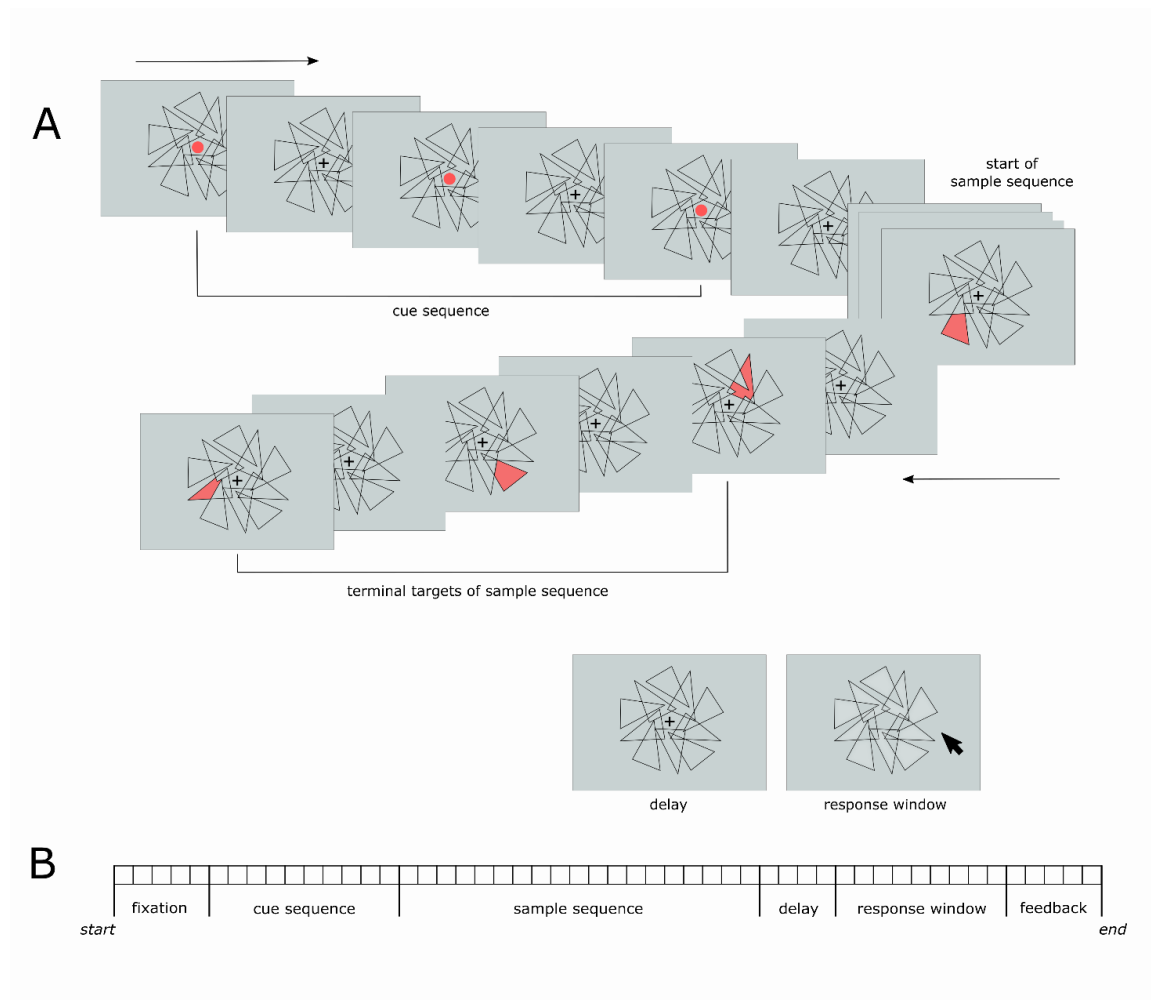 A
start of
sample sequence
cue sequence
terminal targets of sample sequence
delay
response window
B
fixation
cue sequence
sample sequence
delay
response window
feedback
start
end